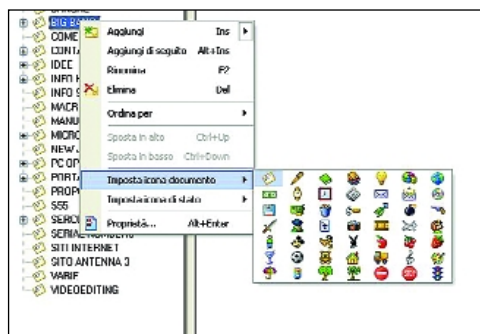 BIG BA
Aggiungi Ins
COME
CONTA
Aggiungi di seguito Alt+Ins
IDEE
Rinomina F2
INFO
INFO S
Elimina Del
MACR
MANU
Ordina per
MICRO
Sposta in alto Ctrl+Up
NEW
Sposta in basso Ctrl+Down
PC OP
PORTA
Imposta icona documento
PROP
Imposta icona di stato
S55
SERCO
Proprietà... Alt+Enter
SERIAL NUMBERS
SITI INTERNET
SITO ANTENNA 3
VARIE
VIDEOEDITING